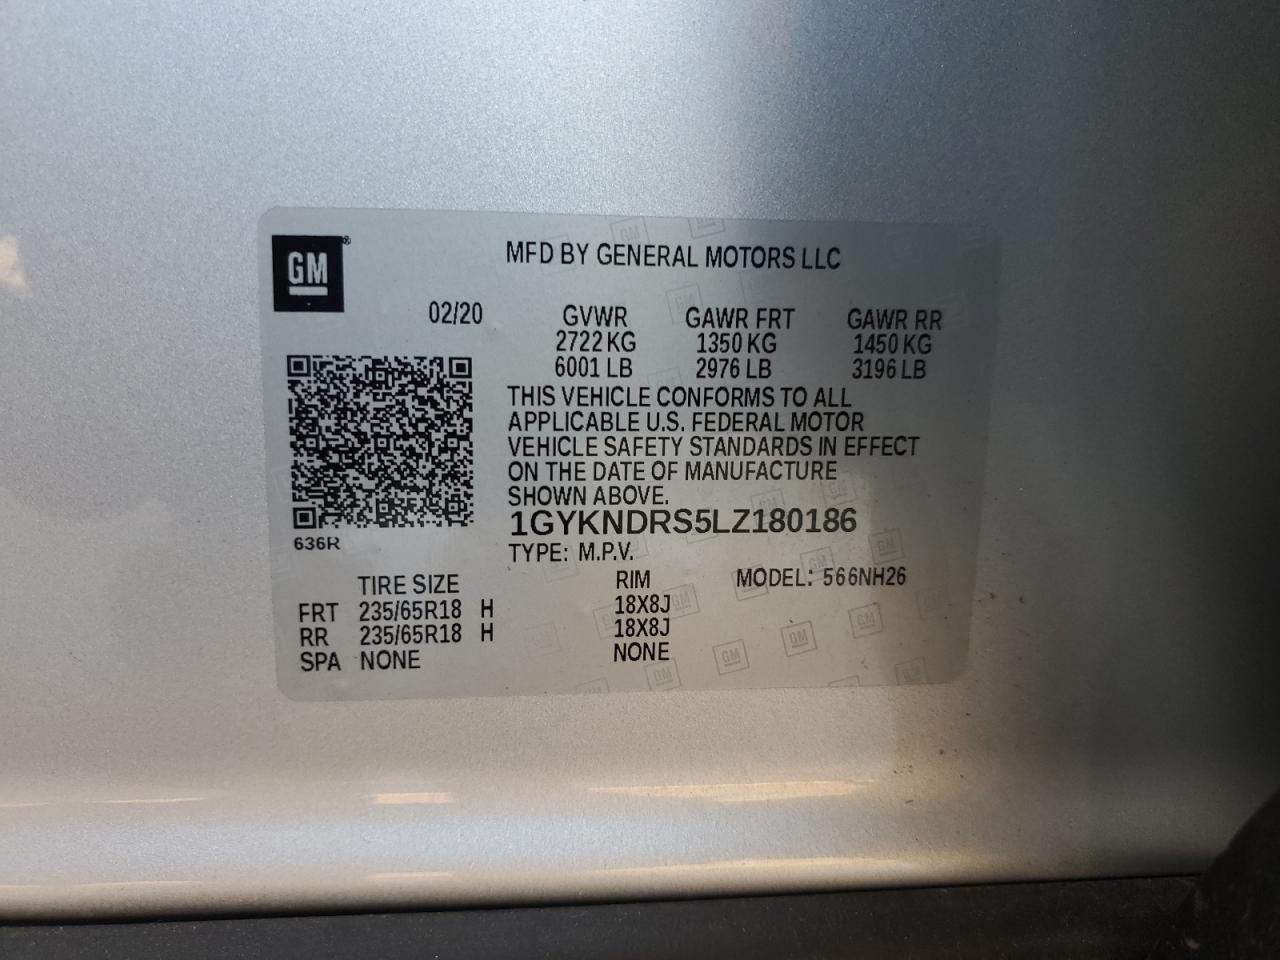 GM®
MFD BY GENERAL MOTORS LLC
02/20 GVWR GAWR FRT GAWR RR
2722 KG 1350 KG 1450 KG
6001 LB 2976 LB 3196 LB
THIS VEHICLE CONFORMS TO ALL
APPLICABLE U.S. FEDERAL MOTOR
VEHICLE SAFETY STANDARDS IN EFFECT
ON THE DATE OF MANUFACTURE
SHOWN ABOVE.
1GYKNDRS5LZ180186
636R
TYPE: M.P.V.
TIRE SIZE RIM MODEL: 566NH26
FRT 235/65R18 H 18X8J
RR 235/65R18 H 18X8J
SPA NONE NONE